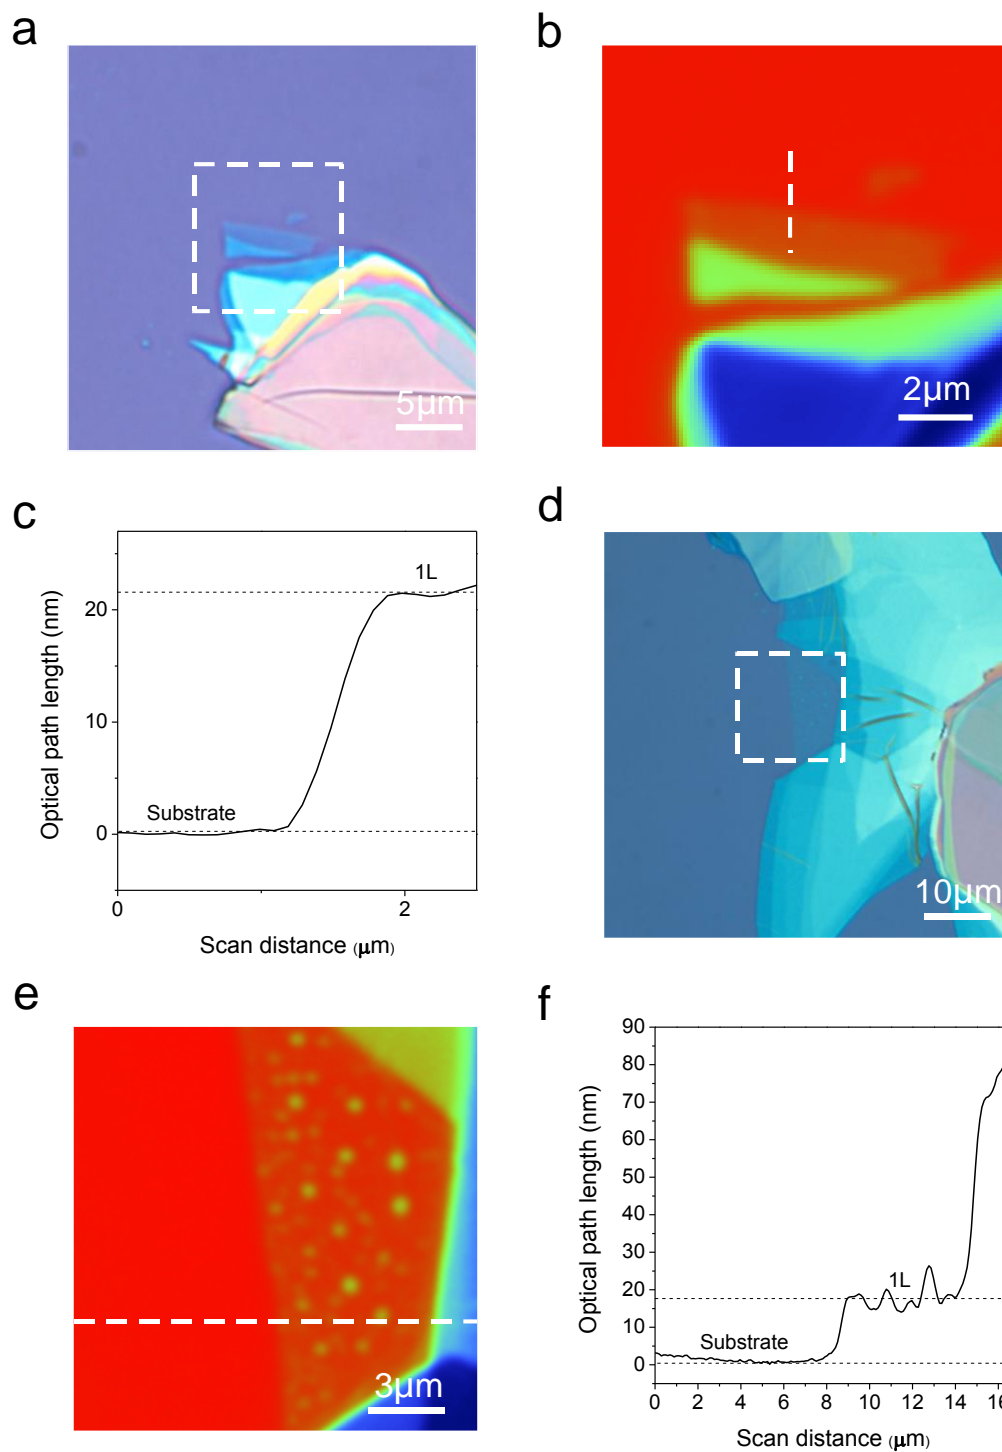 a
b
5μm
2μm
c
d
Optical path length (nm)
20
10
0
1L
Substrate
0
2
Scan distance (μm)
10μm
e
f
3μm
Optical path length (nm)
90
80
70
60
50
40
30
20
10
0
1L
Substrate
0 2 4 6 8 10 12 14 16
Scan distance (μm)